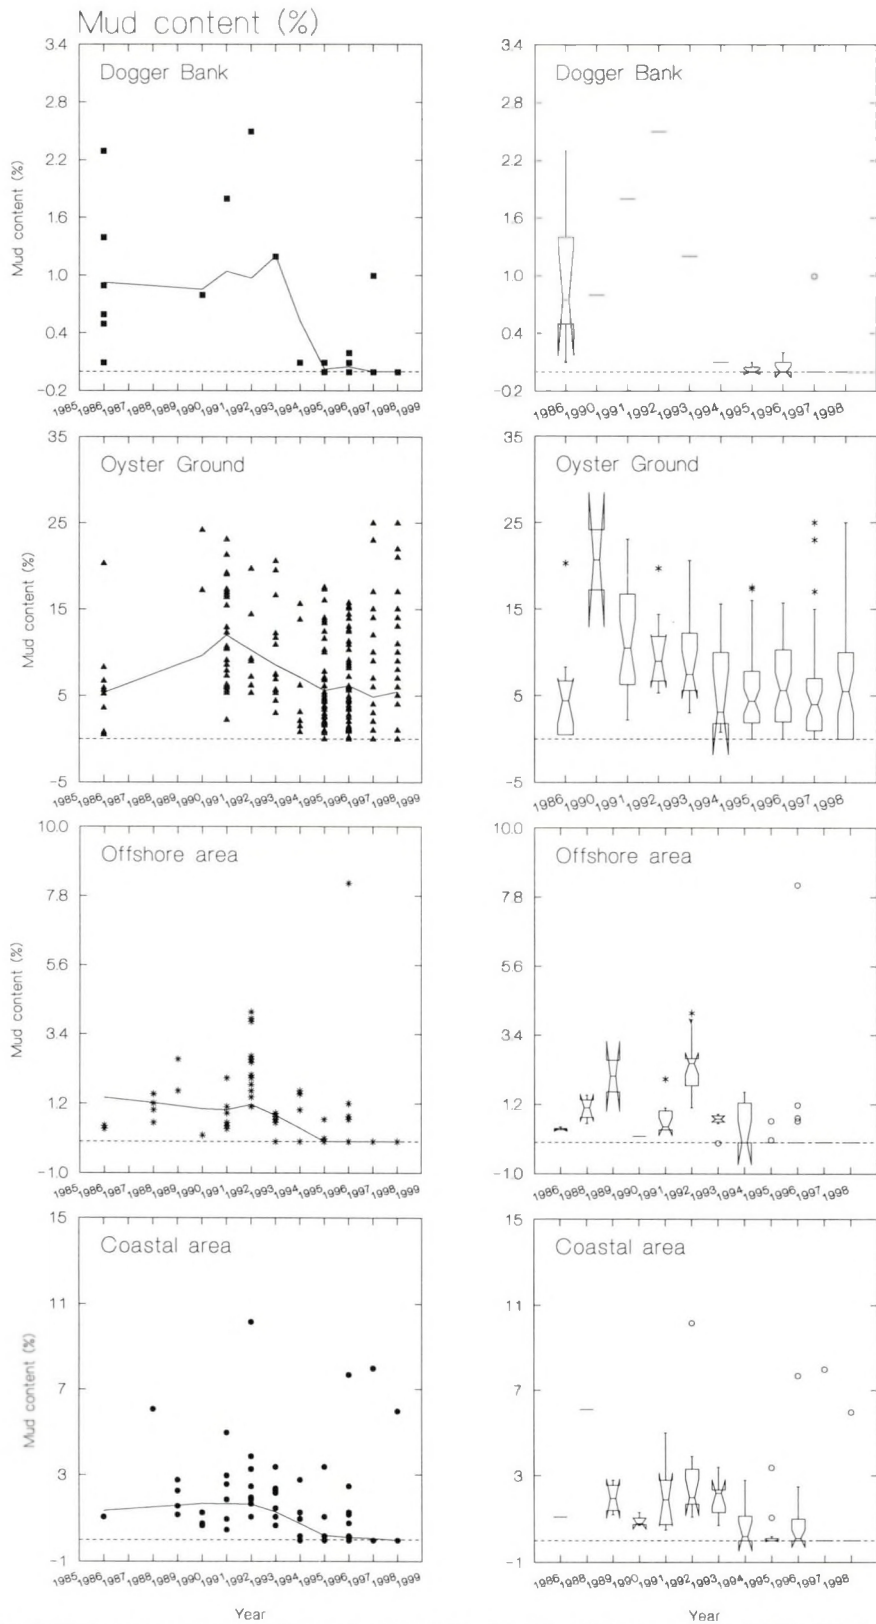 Mud content (%)
3.4
2.8
2.2
1.6
1.0
0.4
-0.2
Mud content (%)
Dogger Bank
1985 1986 1987 1990 1991 1992 1993 1994 1995 1996 1997 1998 1999
3.4
2.8
2.2
1.6
1.0
0.4
-0.2
Dogger Bank
1986 1990 1991 1992 1993 1994 1995 1996 1997 1998
35
25
15
5
-5
Mud content (%)
Oyster Ground
1985 1986 1987 1990 1991 1992 1993 1994 1995 1996 1997 1998 1999
35
25
15
5
-5
Oyster Ground
1986 1990 1991 1992 1993 1994 1995 1996 1997 1998
10.0
7.8
5.6
3.4
1.2
-1.0
Mud content (%)
Offshore area
1985 1986 1987 1988 1989 1990 1991 1992 1993 1994 1995 1996 1997 1998 1999
10.0
7.8
5.6
3.4
1.2
-1.0
Offshore area
1986 1988 1989 1990 1991 1992 1993 1994 1995 1996 1997 1998
15
11
7
3
-1
Mud content (%)
Coastal area
1985 1986 1987 1988 1989 1990 1991 1992 1993 1994 1995 1996 1997 1998 1999
Year
15
11
7
3
-1
Coastal area
1986 1988 1989 1990 1991 1992 1993 1994 1995 1996 1997 1998
Year